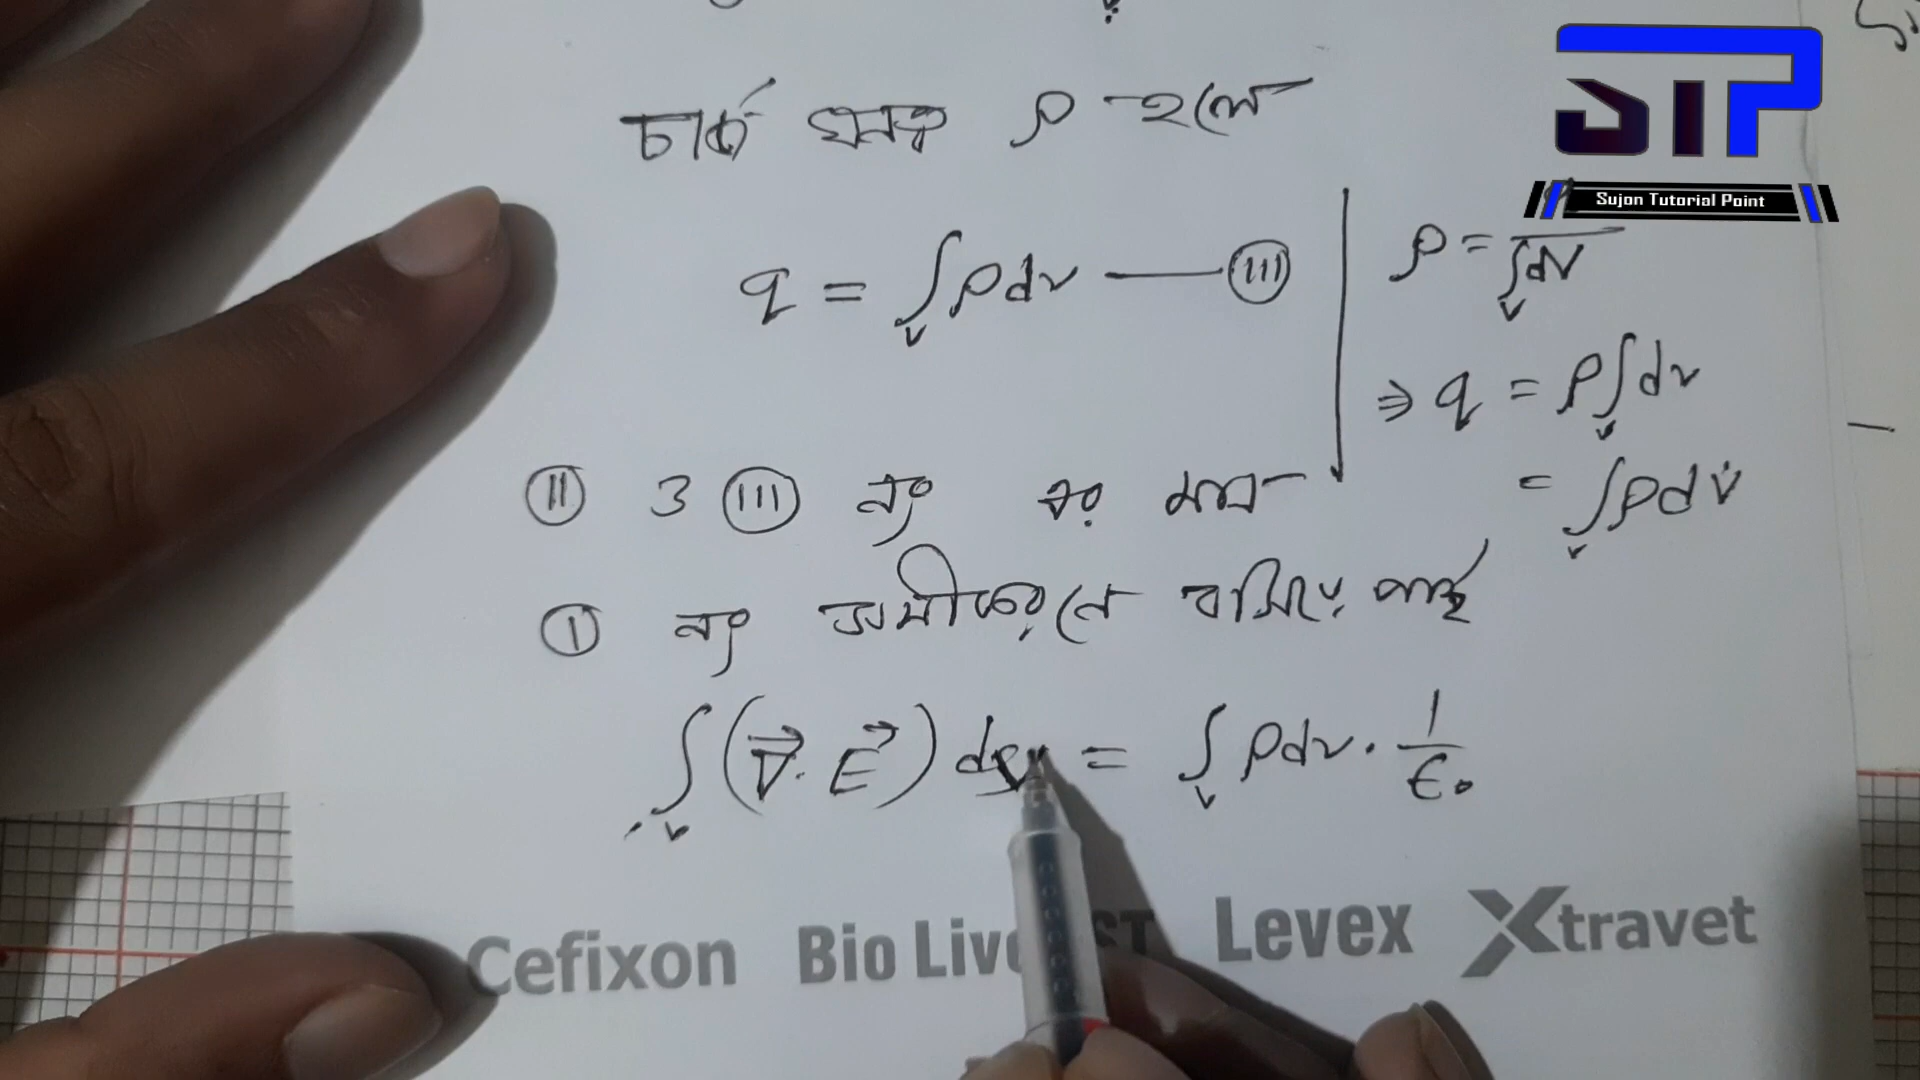 চার্জ ঘনত্ব ρ হলে
q = ∫ᵥ ρdv — (III)
ρ = / ∫ᵥ dv
⇒ q = ρ∫ᵥ dv
= ∫ᵥ ρdv
(II) ও (III) নং এর মান
(I) নং সমীকরণে বসিয়ে পাই
∫ᵥ (∇⃗. E⃗) dv = ∫ᵥ ρdv . 1/ε₀
STP
Sujon Tutorial Point
Cefixon Levex Xtravet